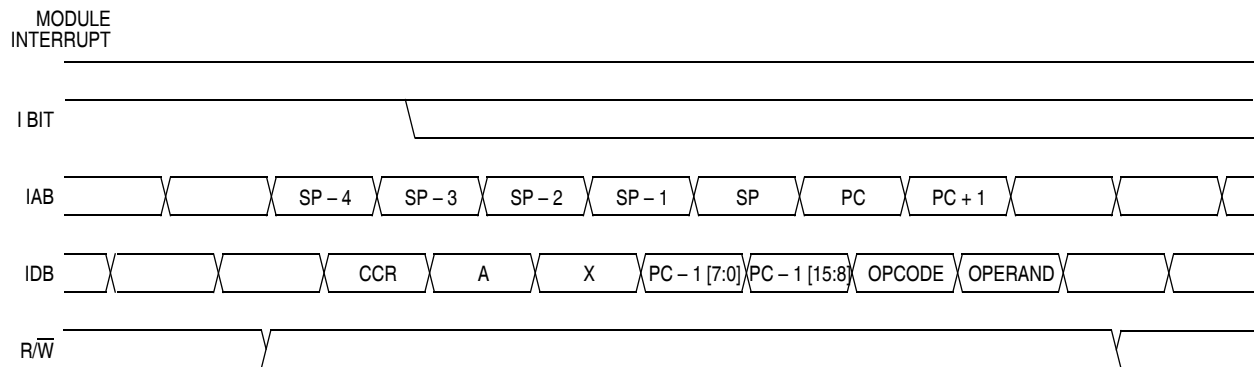 MODULE
INTERRUPT
I BIT
IAB SP – 4 SP – 3 SP – 2 SP – 1 SP PC PC + 1
IDB CCR A X PC – 1 [7:0] PC – 1 [15:8] OPCODE OPERAND
R/W̅